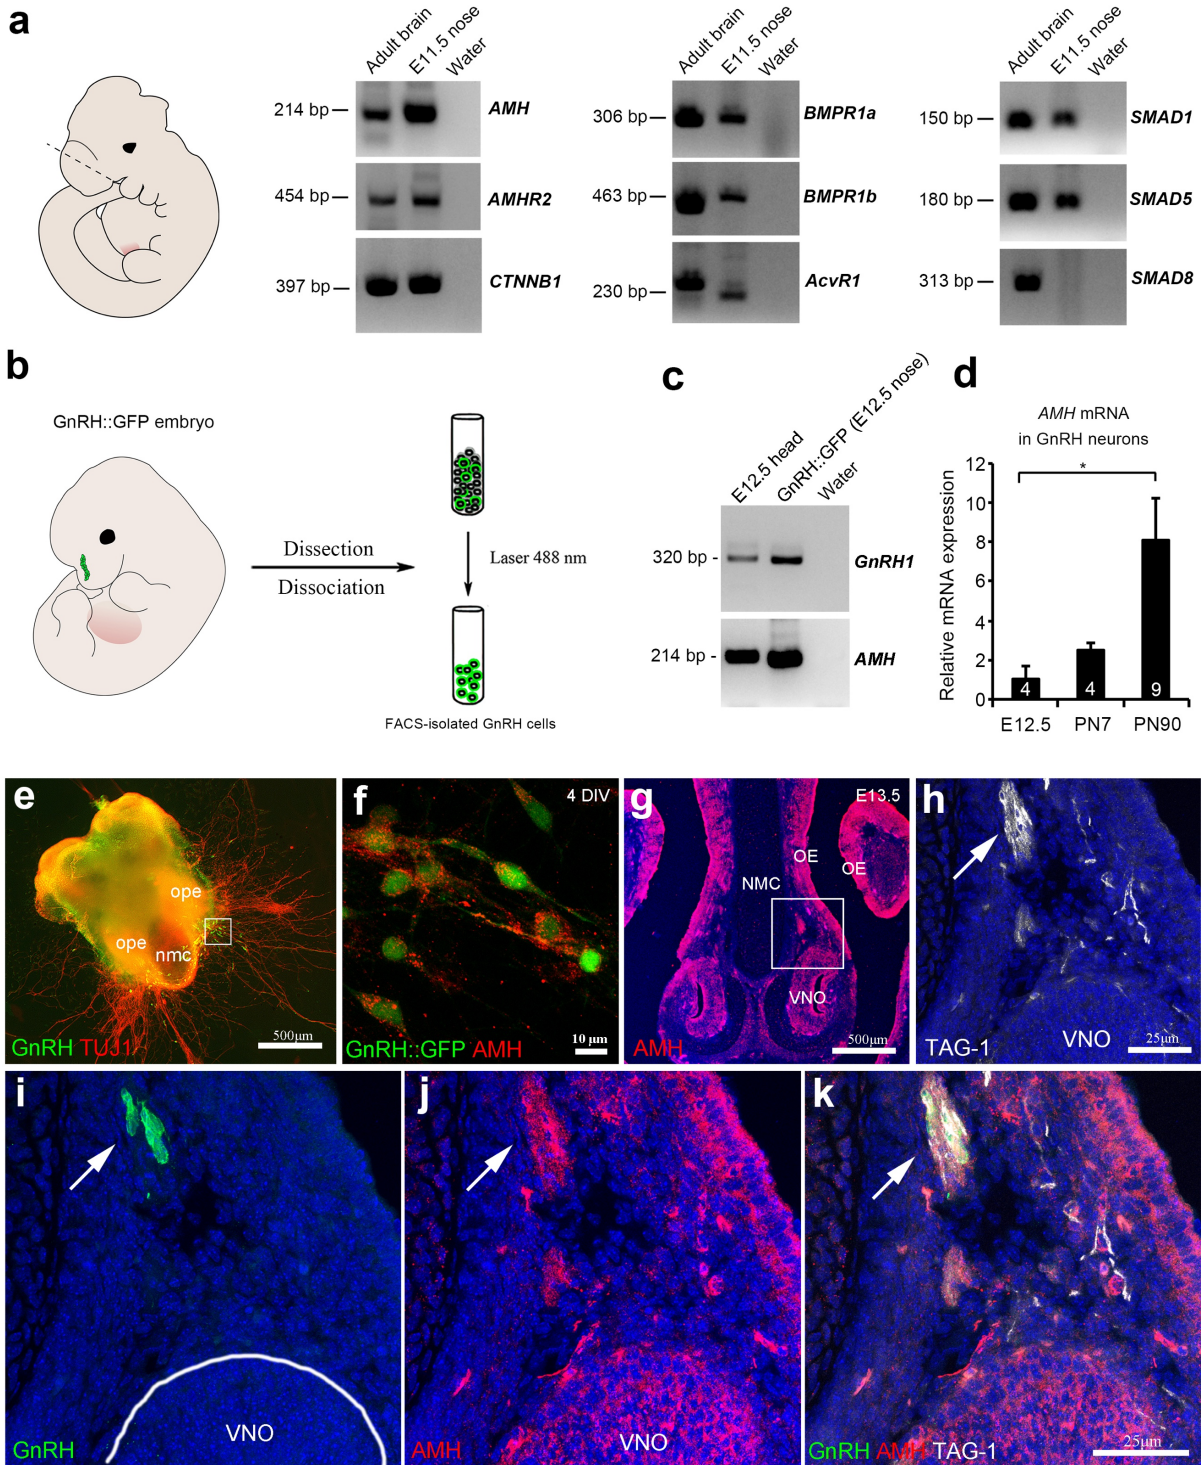 a
Adult brain
E11.5 nose
Water
214 bp
AMH
454 bp
AMHR2
397 bp
CTNNB1
Adult brain
E11.5 nose
Water
306 bp
BMPR1a
463 bp
BMPR1b
230 bp
AcvR1
Adult brain
E11.5 nose
Water
150 bp
SMAD1
180 bp
SMAD5
313 bp
SMAD8
b
GnRH::GFP embryo
Dissection
Dissociation
Laser 488 nm
FACS-isolated GnRH cells
c
E12.5 head
GnRH::GFP (E12.5 nose)
Water
320 bp -
GnRH1
214 bp -
AMH
d
AMH mRNA
in GnRH neurons
Relative mRNA expression
12
10
8
6
4
2
0
*
4
4
9
E12.5
PN7
PN90
e
ope
ope
nmc
500µm
GnRH TUJ1
f
4 DIV
10 µm
GnRH::GFP AMH
g
E13.5
OE
OE
NMC
VNO
500µm
AMH
h
VNO
TAG-1
25µm
i
VNO
GnRH
j
VNO
AMH
k
GnRH AMH TAG-1
25µm